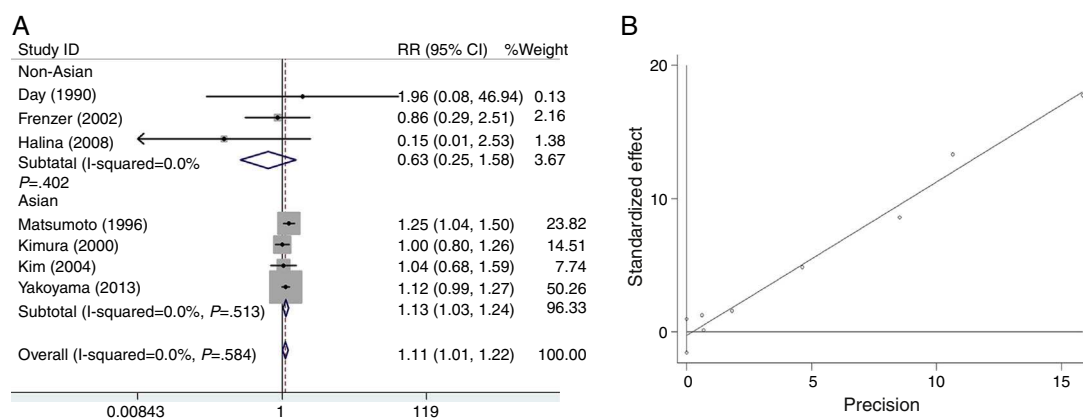 A
Study ID RR (95% CI) %Weight
Non-Asian
Day (1990) 1.96 (0.08, 46.94) 0.13
Frenzer (2002) 0.86 (0.29, 2.51) 2.16
Halina (2008) 0.15 (0.01, 2.53) 1.38
Subtatal (I-squared=0.0% 0.63 (0.25, 1.58) 3.67
P=.402
Asian
Matsumoto (1996) 1.25 (1.04, 1.50) 23.82
Kimura (2000) 1.00 (0.80, 1.26) 14.51
Kim (2004) 1.04 (0.68, 1.59) 7.74
Yakoyama (2013) 1.12 (0.99, 1.27) 50.26
Subtotal (I-squared=0.0%, P=.513) 1.13 (1.03, 1.24) 96.33
Overall (I-squared=0.0%, P=.584) 1.11 (1.01, 1.22) 100.00
0.00843 1 119
B
Standardized effect
20
10
0
0 5 10 15
Precision